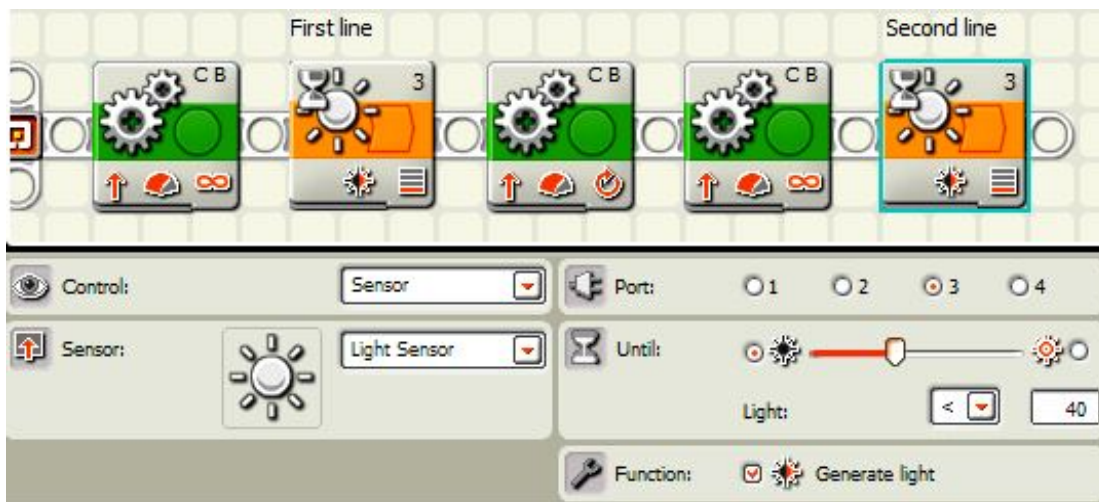 First line Second line
C B 3 C B C B 3
Control: Sensor Port: 1 2 3 4
Sensor: Light Sensor Until:
Light: < 40
Function: Generate light